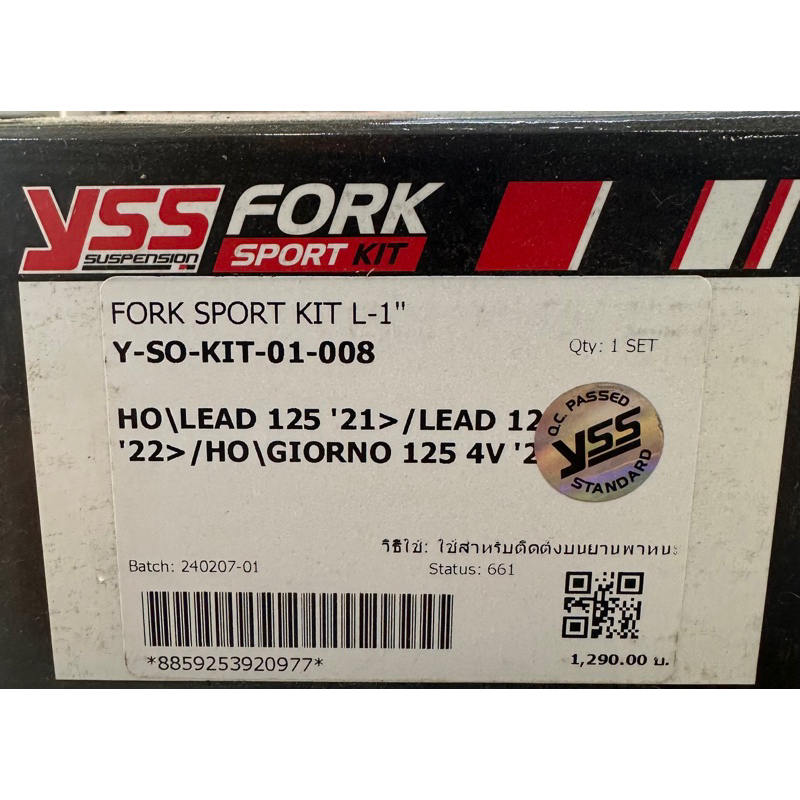 YSS FORK
SUSPENSION SPORT KIT
FORK SPORT KIT L-1"
Y-SO-KIT-01-008
Qty: 1 SET
HO\LEAD 125 '21>/LEAD
'22>/HO\GIORNO 125 4V
Q.C. PASSED
YSS
STANDARD
วิธีใช้: ใช้สำหรับติดตั้งบนยานพาหนะ
Batch: 240207-01
Status: 661
*8859253920977*
1,290.00 บ.